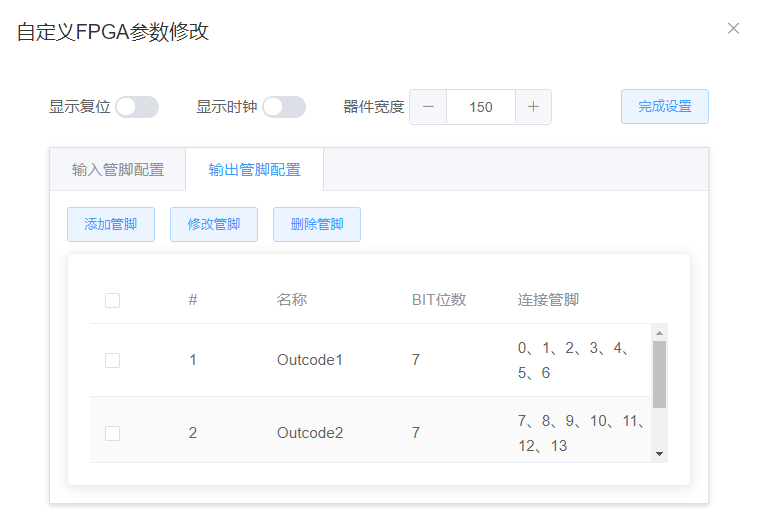 自定义FPGA参数修改
显示复位 显示时钟 器件宽度 150 完成设置
输入管脚配置 输出管脚配置
添加管脚 修改管脚 删除管脚
# 名称 BIT位数 连接管脚
1 Outcode1 7 0、1、2、3、4、
5、6
2 Outcode2 7 7、8、9、10、11、
12、13